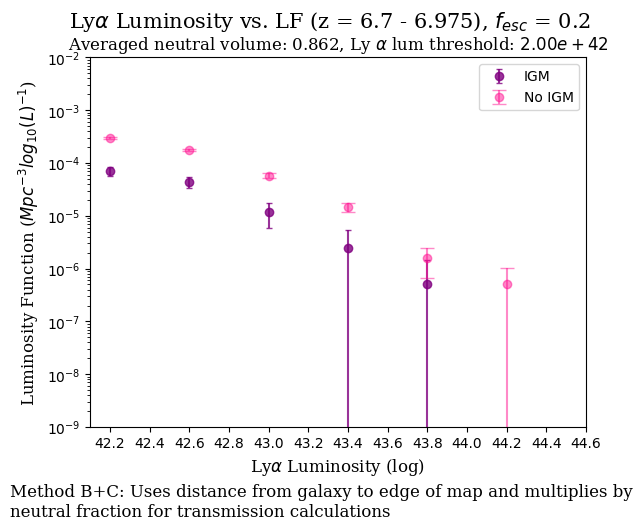 Lyα Luminosity vs. LF (z = 6.7 - 6.975), f_esc = 0.2
Averaged neutral volume: 0.862, Ly α lum threshold: 2.00e + 42
IGM
No IGM
Luminosity Function (Mpc⁻³log₁₀(L)⁻¹)
10⁻²
10⁻³
10⁻⁴
10⁻⁵
10⁻⁶
10⁻⁷
10⁻⁸
10⁻⁹
42.2 42.4 42.6 42.8 43.0 43.2 43.4 43.6 43.8 44.0 44.2 44.4 44.6
Lyα Luminosity (log)
Method B+C: Uses distance from galaxy to edge of map and multiplies by
neutral fraction for transmission calculations